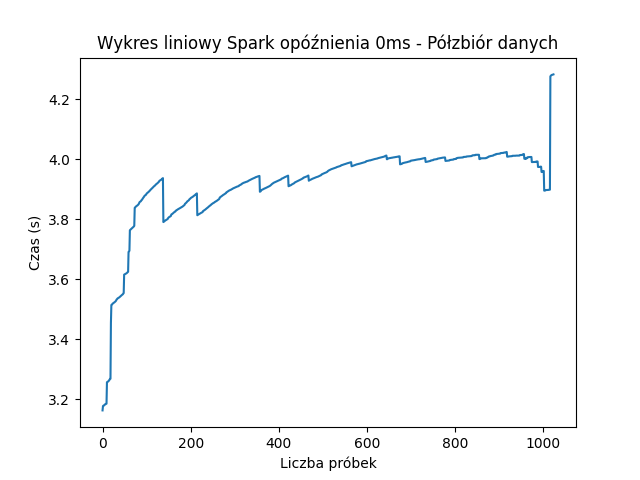 Wykres liniowy Spark opóźnienia 0ms - Półzbiór danych
4.2
4.0
3.8
3.6
3.4
3.2
Czas (s)
0 200 400 600 800 1000
Liczba próbek